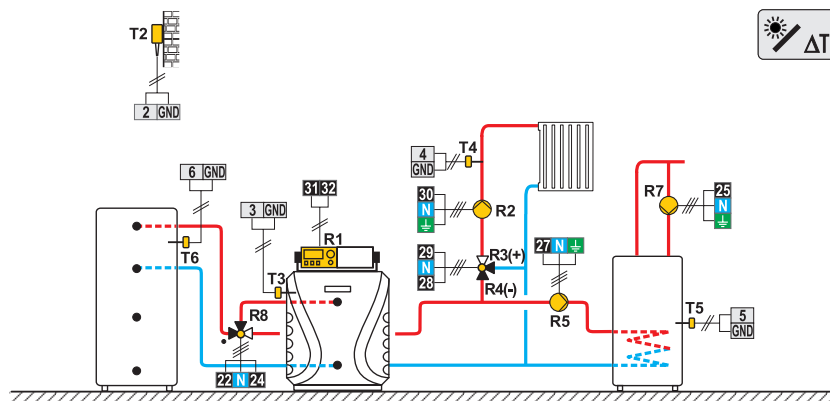 T2
ΔT
2 GND
6 GND
3 GND
31 32
4
GND
T4
30
N
R2
R7
25
N
R1
29
N
28
R3(+)
R4(-)
27 N
T6
T3
R8
R5
T5
5
GND
22 N 24